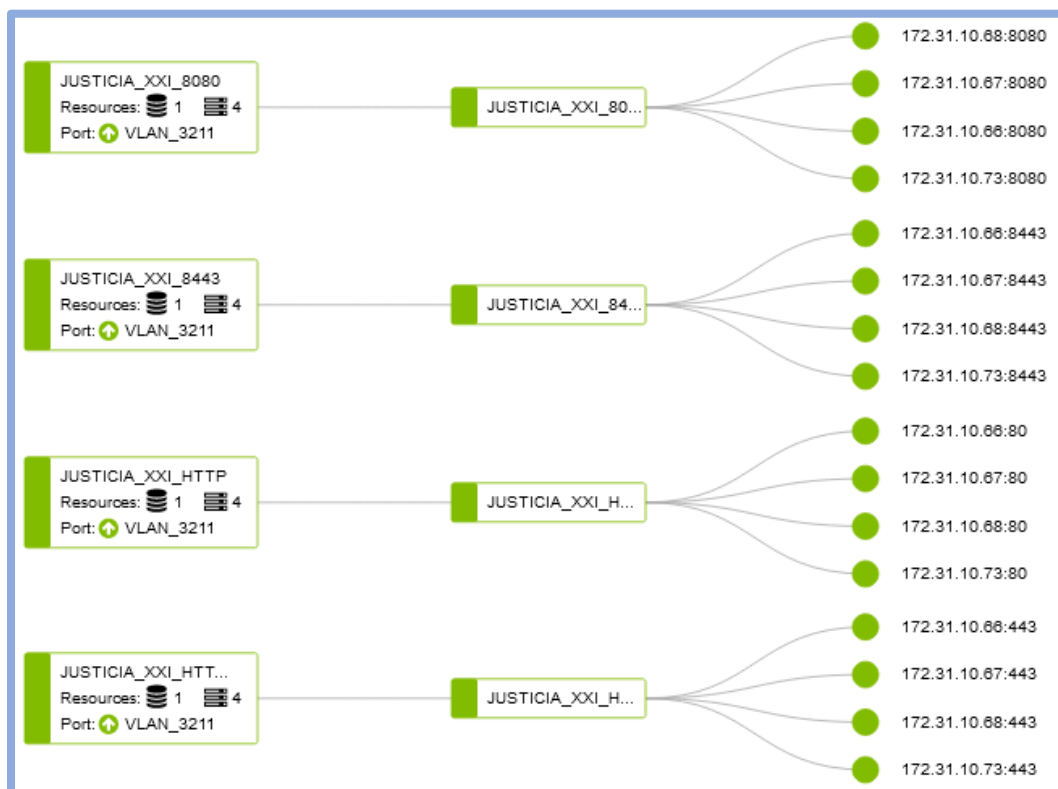 JUSTICIA_XXI_8080
Resources: 1 4
Port: VLAN_3211
JUSTICIA_XXI_80...
172.31.10.68:8080
172.31.10.67:8080
172.31.10.66:8080
172.31.10.73:8080
JUSTICIA_XXI_8443
Resources: 1 4
Port: VLAN_3211
JUSTICIA_XXI_84...
172.31.10.66:8443
172.31.10.67:8443
172.31.10.68:8443
172.31.10.73:8443
JUSTICIA_XXI_HTTP
Resources: 1 4
Port: VLAN_3211
JUSTICIA_XXI_H...
172.31.10.66:80
172.31.10.67:80
172.31.10.68:80
172.31.10.73:80
JUSTICIA_XXI_HTT...
Resources: 1 4
Port: VLAN_3211
JUSTICIA_XXI_H...
172.31.10.66:443
172.31.10.67:443
172.31.10.68:443
172.31.10.73:443